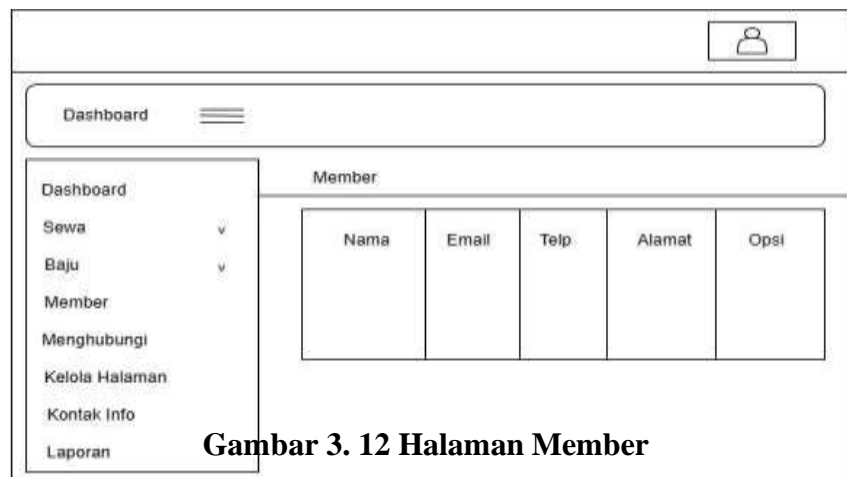 Dashboard
Dashboard
Sewa v
Baju v
Member
Menghubungi
Kelola Halaman
Kontak Info
Laporan
Member
Nama Email Telp Alamat Opsi
Gambar 3. 12 Halaman Member